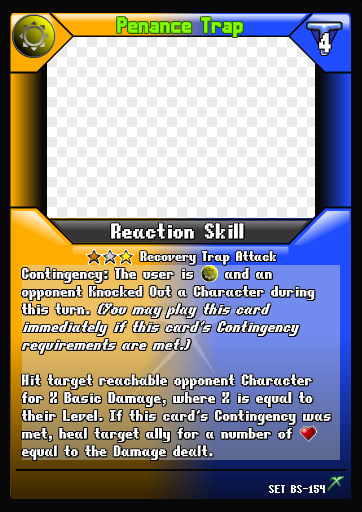 Penance Trap
4
Reaction Skill
Recovery Trap Attack
Contingency: The user is and an
opponent Knocked Out a Character during
this turn. (You may play this card
immediately if this card's Contingency
requirements are met.)
Hit target reachable opponent Character
for X Basic Damage, where X is equal to
their Level. If this card's Contingency was
met, heal target ally for a number of
equal to the Damage dealt.
SET BS-154